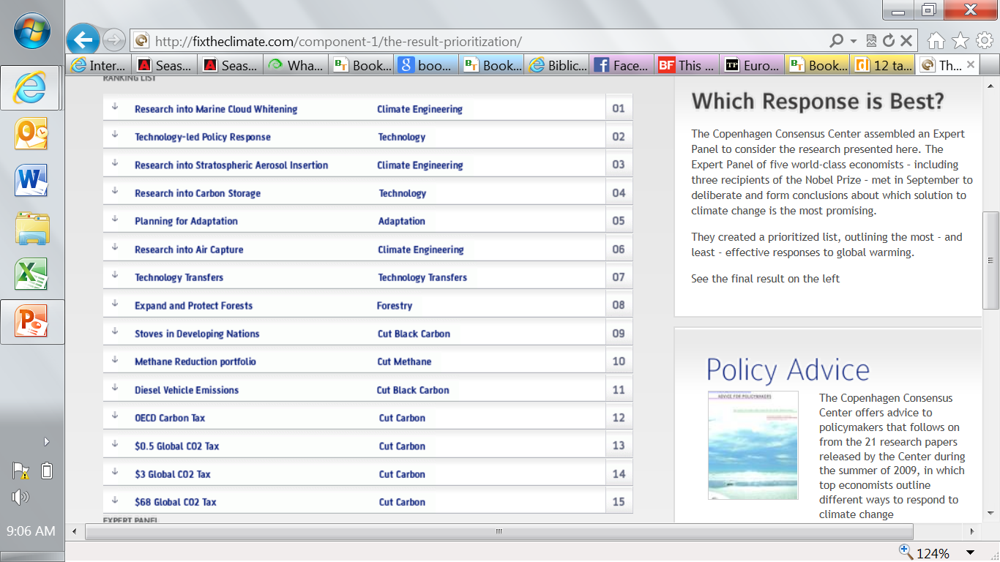 http://fixtheclimate.com/component-1/the-result-prioritization/
Inter... Seas... Seas... Wha... Book... boo... Book... Biblic... Face... This ... Euro... Book... 12 ta... Th...
RANKING LIST
Research into Marine Cloud Whitening Climate Engineering 01
Technology-led Policy Response Technology 02
Research into Stratospheric Aerosol Insertion Climate Engineering 03
Research into Carbon Storage Technology 04
Planning for Adaptation Adaptation 05
Research into Air Capture Climate Engineering 06
Technology Transfers Technology Transfers 07
Expand and Protect Forests Forestry 08
Stoves in Developing Nations Cut Black Carbon 09
Methane Reduction portfolio Cut Methane 10
Diesel Vehicle Emissions Cut Black Carbon 11
OECD Carbon Tax Cut Carbon 12
$0.5 Global CO2 Tax Cut Carbon 13
$3 Global CO2 Tax Cut Carbon 14
$68 Global CO2 Tax Cut Carbon 15
EXPERT PANEL
Which Response is Best?
The Copenhagen Consensus Center assembled an Expert
Panel to consider the research presented here. The
Expert Panel of five world-class economists - including
three recipients of the Nobel Prize - met in September to
deliberate and form conclusions about which solution to
climate change is the most promising.
They created a prioritized list, outlining the most - and
least - effective responses to global warming.
See the final result on the left
Policy Advice
ADVICE FOR POLICYMAKERS
The Copenhagen Consensus
Center offers advice to
policymakers that follows on
from the 21 research papers
released by the Center during
the summer of 2009, in which
top economists outline
different ways to respond to
climate change
9:06 AM
124%